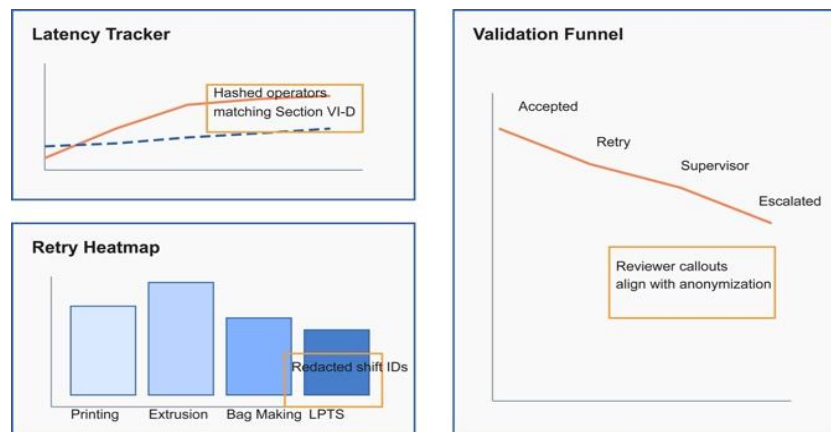 Latency Tracker
Hashed operators
matching Section VI-D
Retry Heatmap
Redacted shift IDs
Printing
Extrusion
Bag Making
LPTS
Validation Funnel
Accepted
Retry
Supervisor
Escalated
Reviewer callouts
align with anonymization